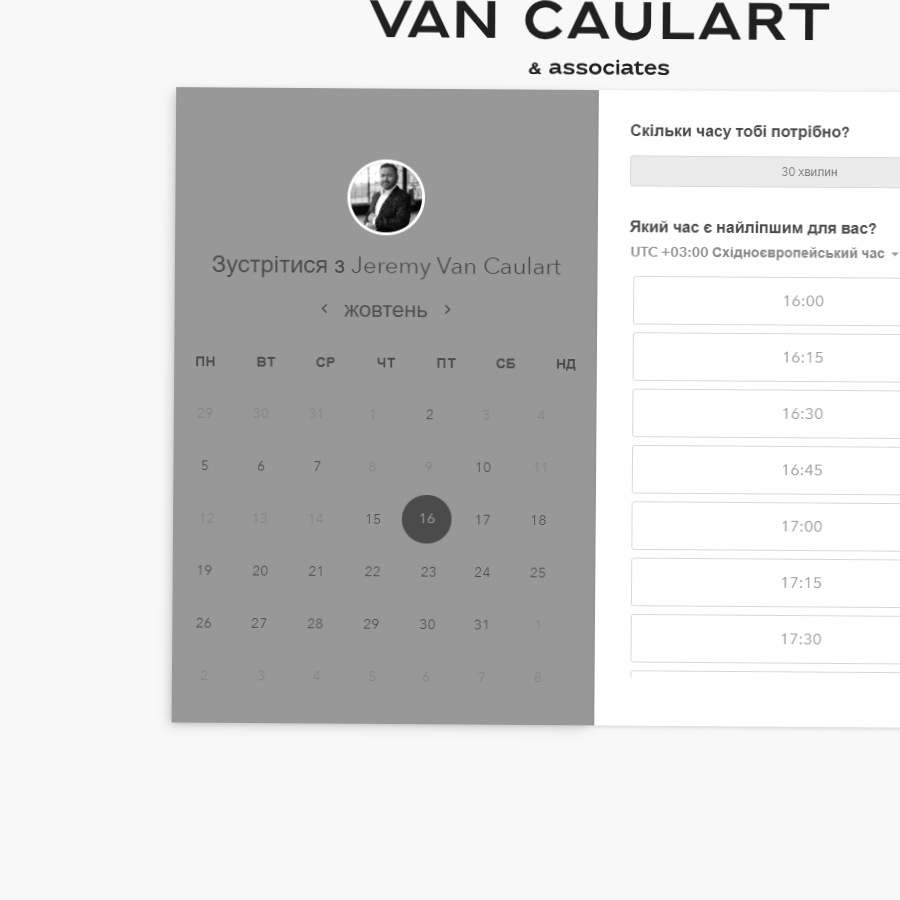 VAN CAULART
& associates
Зустрітися з Jeremy Van Caulart
‹ жовтень ›
ПН ВТ СР ЧТ ПТ СБ НД
29 30 31 1 2 3 4
5 6 7 8 9 10 11
12 13 14 15 16 17 18
19 20 21 22 23 24 25
26 27 28 29 30 31 1
2 3 4 5 6 7 8
Скільки часу тобі потрібно?
30 хвилин
Який час є найліпшим для вас?
UTC +03:00 Східноєвропейський час
16:00
16:15
16:30
16:45
17:00
17:15
17:30